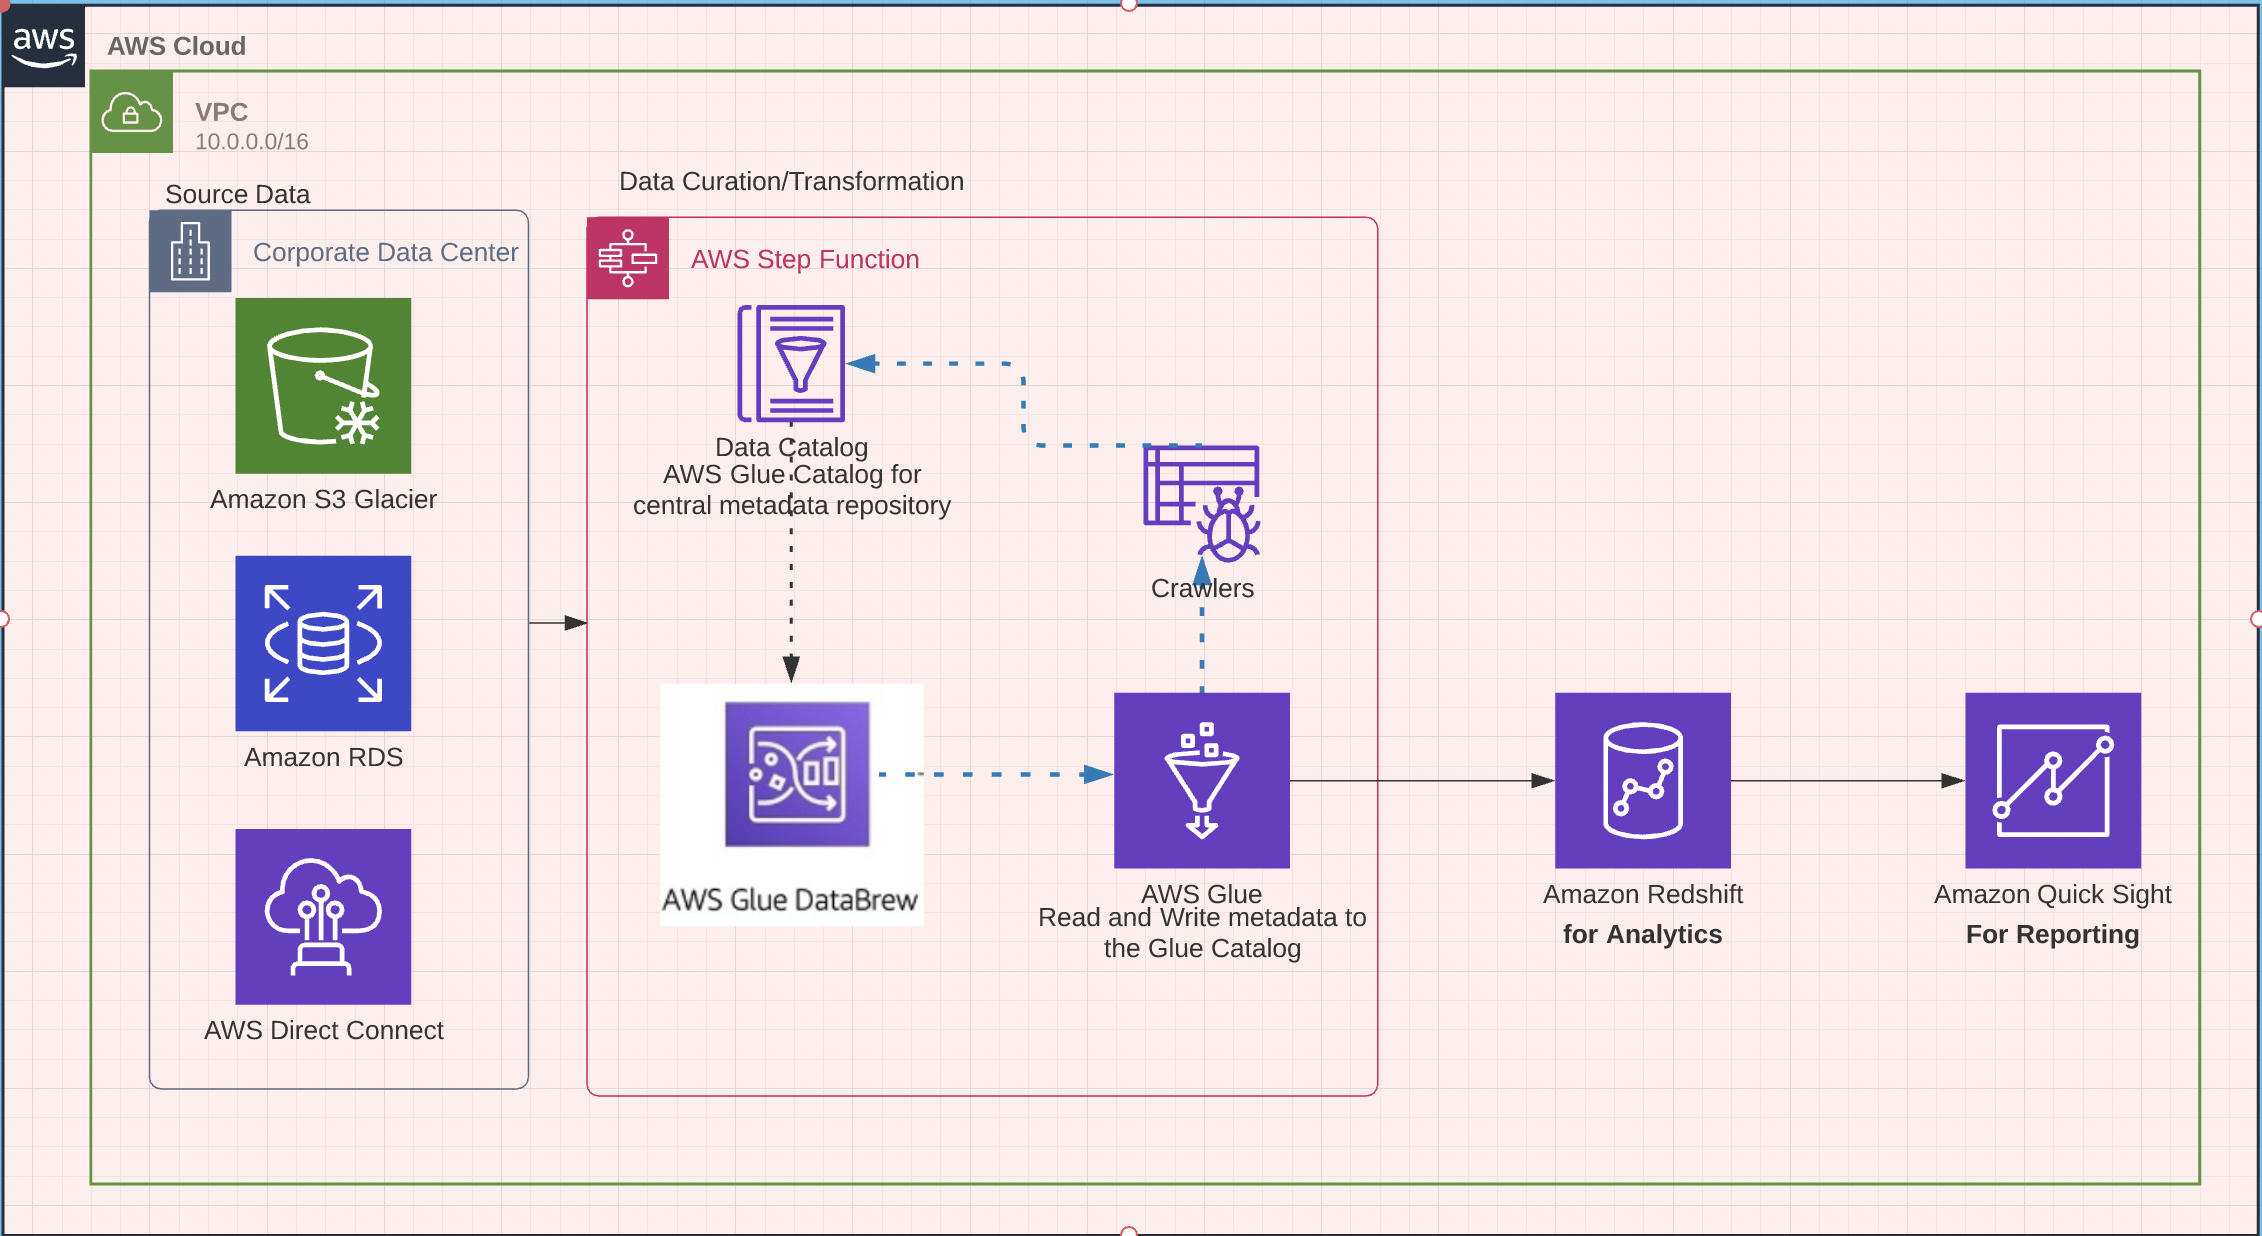 aws
AWS Cloud
VPC
10.0.0.0/16
Source Data
Corporate Data Center
Amazon S3 Glacier
Amazon RDS
AWS Direct Connect
Data Curation/Transformation
AWS Step Function
Data Catalog
AWS Glue Catalog for
central metadata repository
Crawlers
AWS Glue DataBrew
AWS Glue
Read and Write metadata to
the Glue Catalog
Amazon Redshift
for Analytics
Amazon Quick Sight
For Reporting